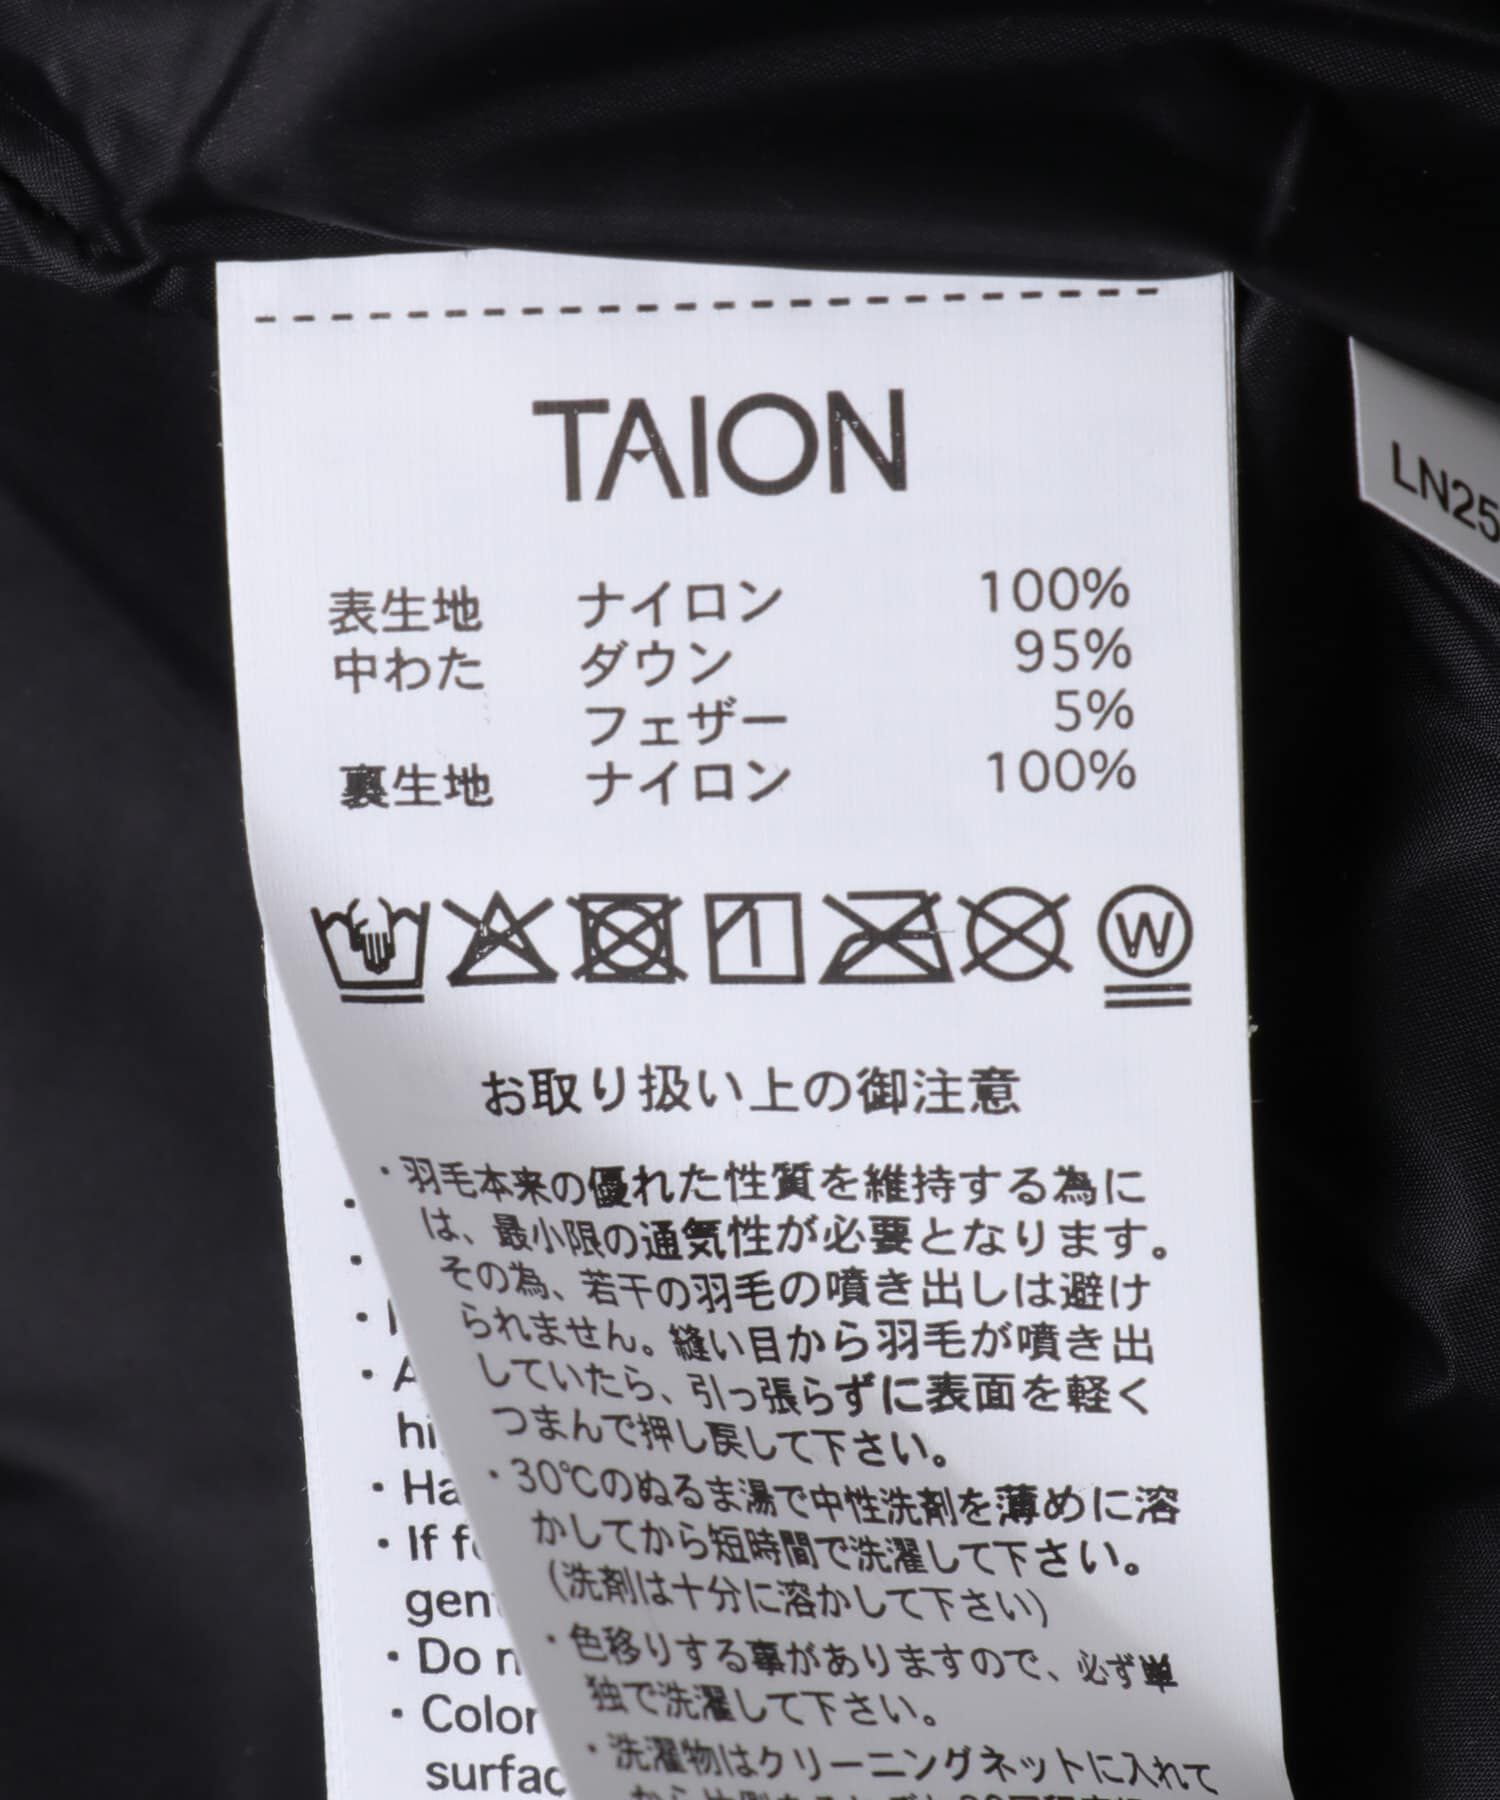 TAION
LN25
表生地 ナイロン 100%
中わた ダウン 95%
フェザー 5%
裏生地 ナイロン 100%
W
お取り扱い上の御注意
・羽毛本来の優れた性質を維持する為に
は、最小限の通気性が必要となります。
その為、若干の羽毛の噴き出しは避け
られません。縫い目から羽毛が噴き出
していたら、引っ張らずに表面を軽く
つまんで押し戻して下さい。
・30℃のぬるま湯で中性洗剤を薄めに溶
かしてから短時間で洗濯して下さい。
(洗剤は十分に溶かして下さい)
・色移りする事がありますので、必ず単
独で洗濯して下さい。
・洗濯物はクリーニングネットに入れて
・If
・Do
・Color